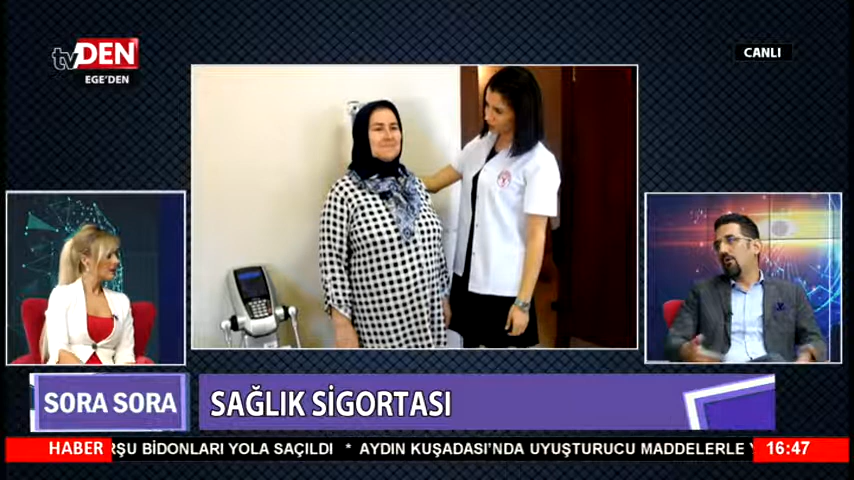 tvDEN
EGE'DEN
CANLI
SORA SORA
SAĞLIK SİGORTASI
HABER
BİDONLARI YOLA SAÇILDI * AYDIN KUŞADASI'NDA UYUŞTURUCU MADDELERLE
16:47